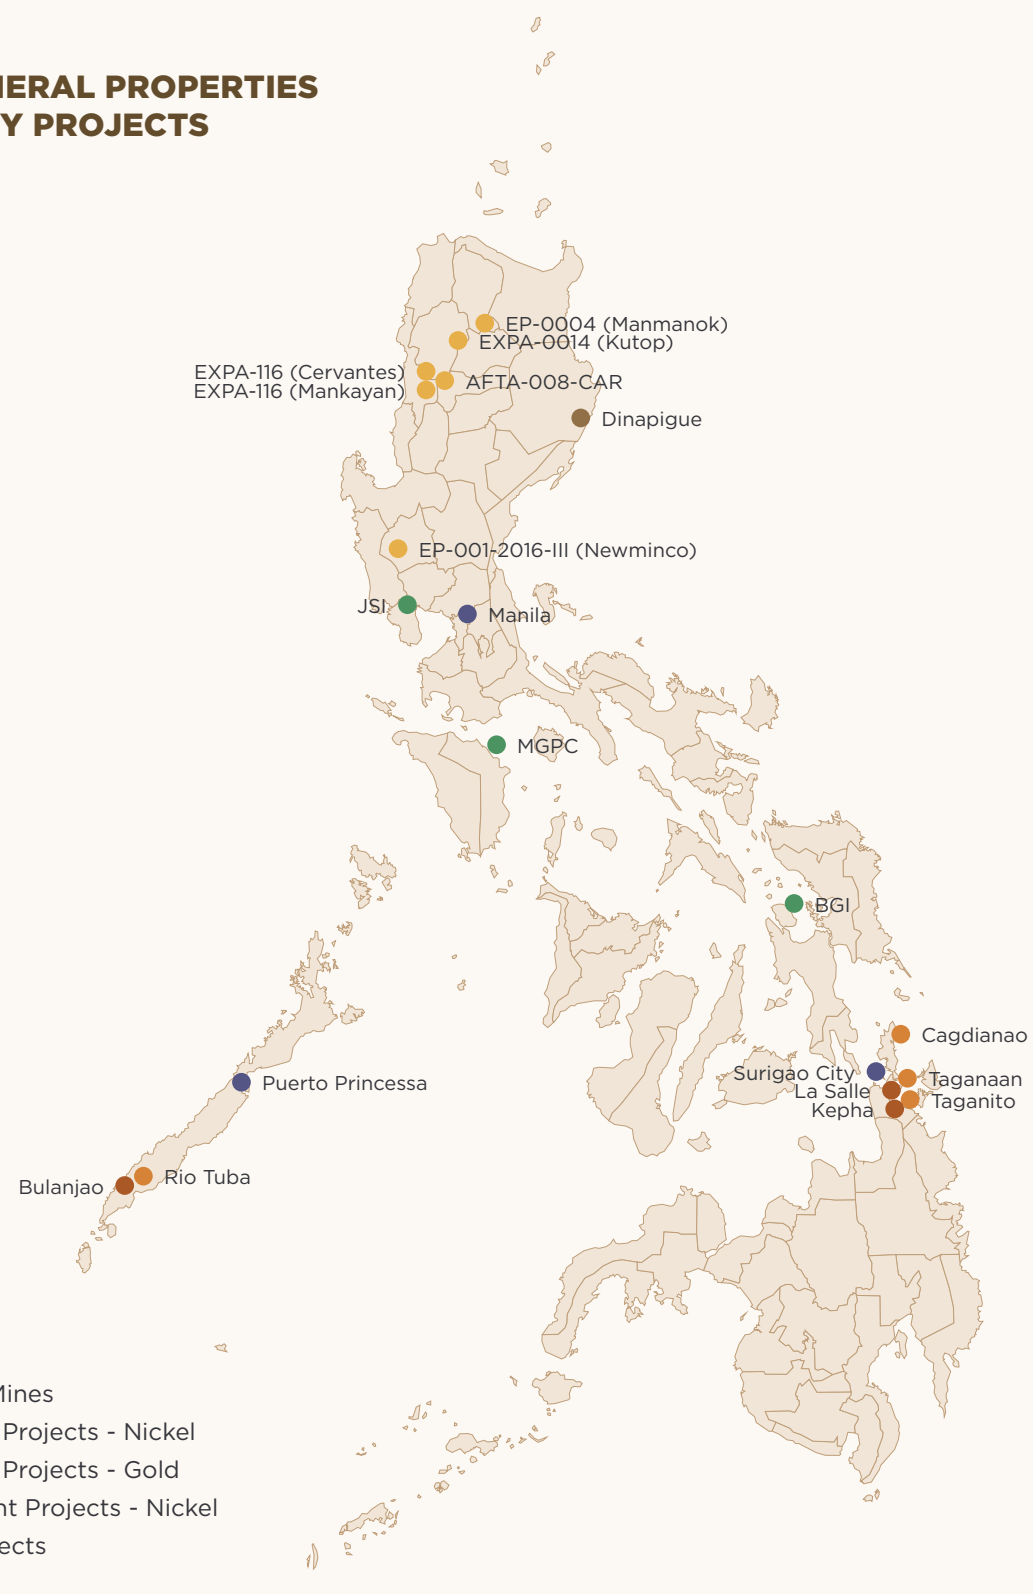 NERAL PROPERTIES
Y PROJECTS
EP-0004 (Manmanok)
EXPA-0014 (Kutop)
EXPA-116 (Cervantes)
AFTA-008-CAR
EXPA-116 (Mankayan)
Dinapigue
EP-001-2016-III (Newminco)
JSI
Manila
MGPC
BGI
Cagdianao
Surigao City
Taganaan
La Salle
Taganito
Kepha
Puerto Princessa
Rio Tuba
Bulanjao
Mines
Projects - Nickel
Projects - Gold
nt Projects - Nickel
ects